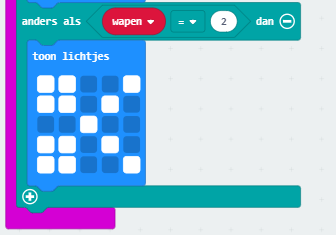 anders als wapen = 2 dan
toon lichtjes